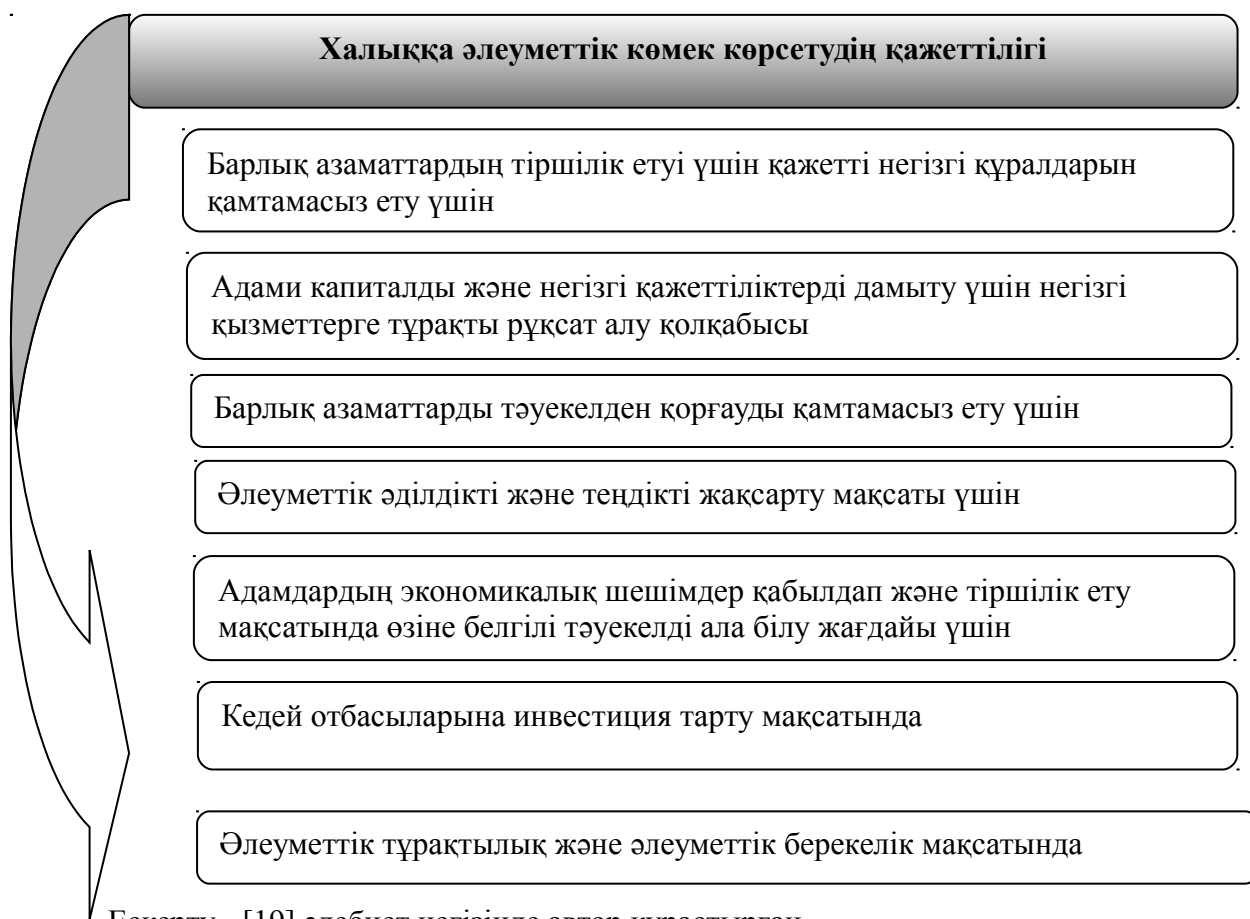 Халыққа әлеуметтік көмек көрсетудің қажеттілігі
Барлық азаматтардың тіршілік етуі үшін қажетті негізгі құралдарын
қамтамасыз ету үшін
Адами капиталды және негізгі қажеттіліктерді дамыту үшін негізгі
қызметтерге тұрақты рұқсат алу қолқабысы
Барлық азаматтарды тәуекелден қорғауды қамтамасыз ету үшін
Әлеуметтік әділдікті және теңдікті жақсарту мақсаты үшін
Адамдардың экономикалық шешімдер қабылдап және тіршілік ету
мақсатында өзіне белгілі тәуекелді ала білу жағдайы үшін
Кедей отбасыларына инвестиция тарту мақсатында
Әлеуметтік тұрақтылық және әлеуметтік берекелік мақсатында